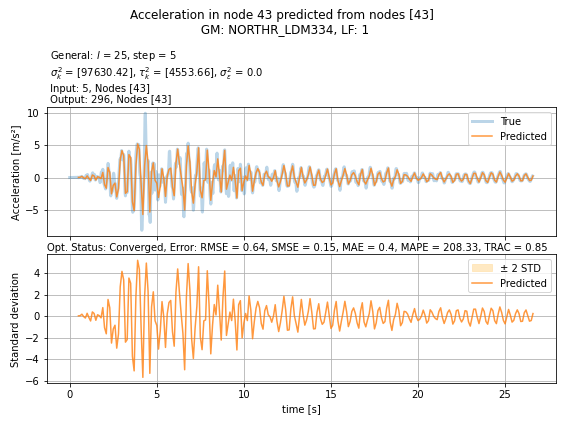 Acceleration in node 43 predicted from nodes [43]
GM: NORTHR_LDM334, LF: 1
General: l = 25, step = 5
σ²ₖ = [97630.42], τ²ₖ = [4553.66], σ²ε = 0.0
Input: 5, Nodes [43]
Output: 296, Nodes [43]
10
5
0
−5
Acceleration [m/s²]
True
Predicted
Opt. Status: Converged, Error: RMSE = 0.64, SMSE = 0.15, MAE = 0.4, MAPE = 208.33, TRAC = 0.85
4
2
0
−2
−4
−6
Standard deviation
± 2 STD
Predicted
0 5 10 15 20 25
time [s]